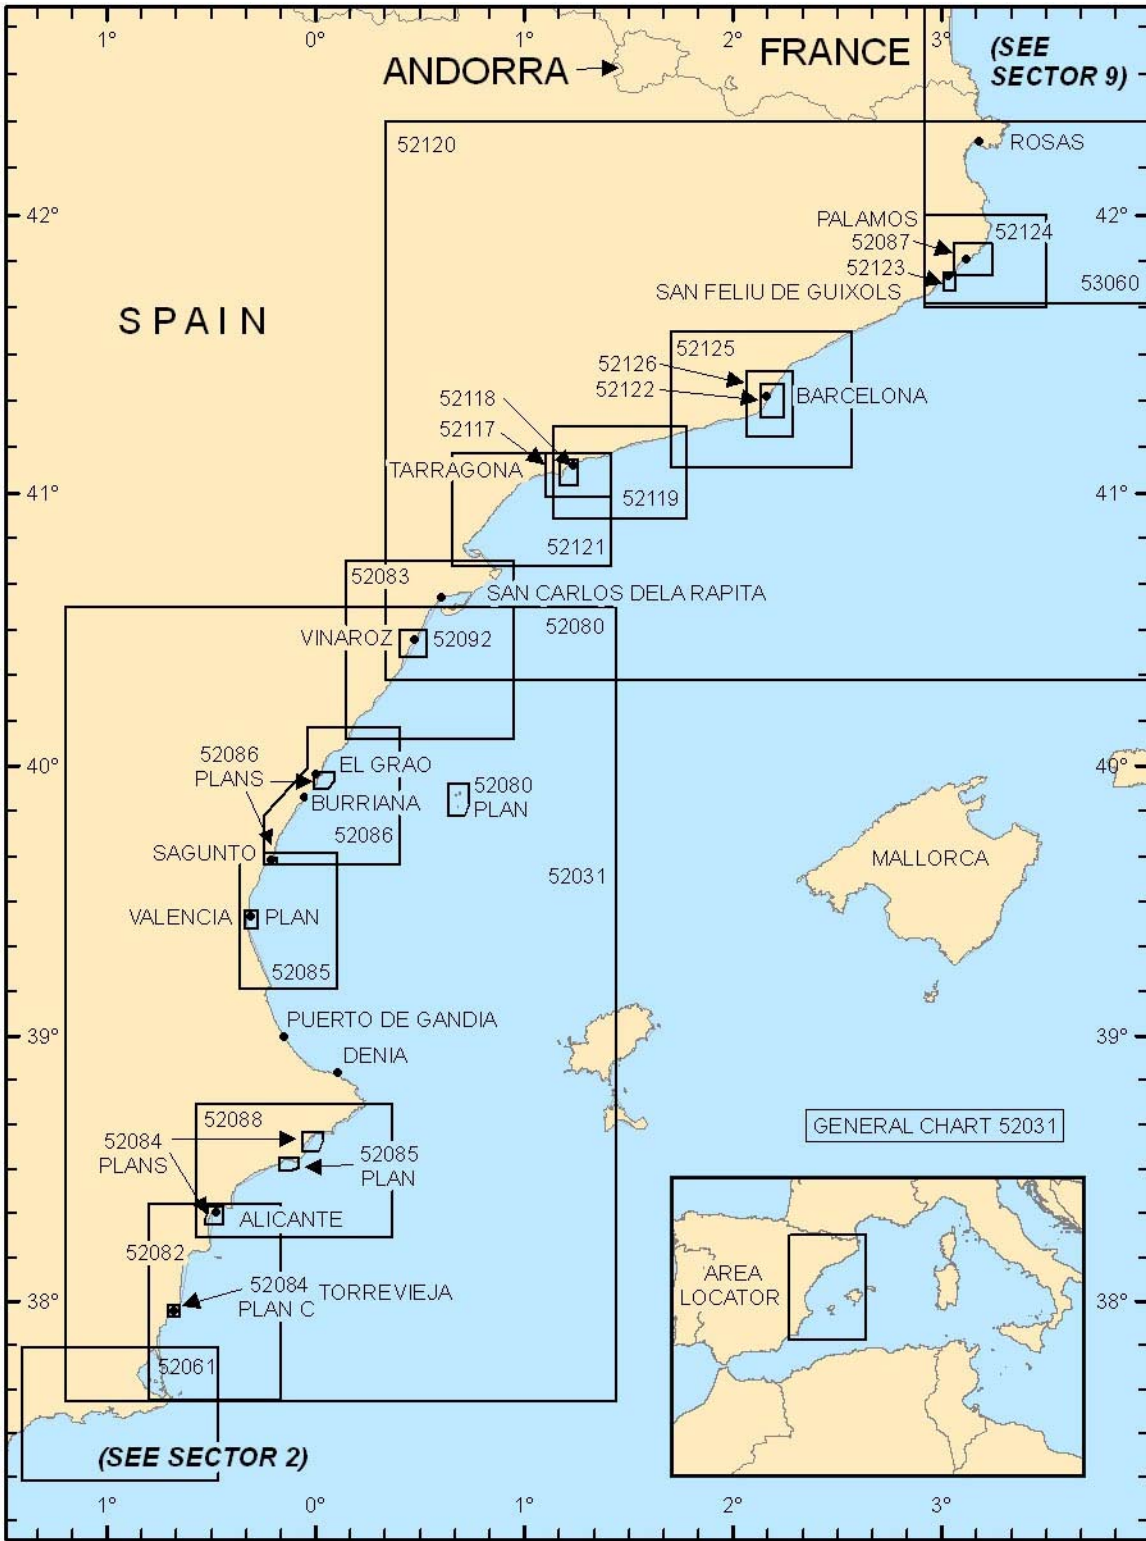 1°
0°
1°
2°
3°
FRANCE
(SEE
SECTOR 9)
ANDORRA
52120
ROSAS
42°
42°
PALAMOS
52087
52124
52123
53060
SAN FELIU DE GUIXOLS
SPAIN
52125
52126
52122
BARCELONA
52118
52117
TARRAGONA
52119
41°
41°
52121
52083
SAN CARLOS DELA RAPITA
52080
VINAROZ
52092
40°
40°
52086
PLANS
EL GRAO
52080
PLAN
BURRIANA
52086
SAGUNTO
52031
MALLORCA
VALENCIA
PLAN
52085
PUERTO DE GANDIA
39°
39°
DENIA
52088
GENERAL CHART 52031
52084
PLANS
52085
PLAN
ALICANTE
52082
52084
PLAN C
TORREVIEJA
AREA
LOCATOR
38°
38°
52061
(SEE SECTOR 2)
1°
0°
1°
2°
3°